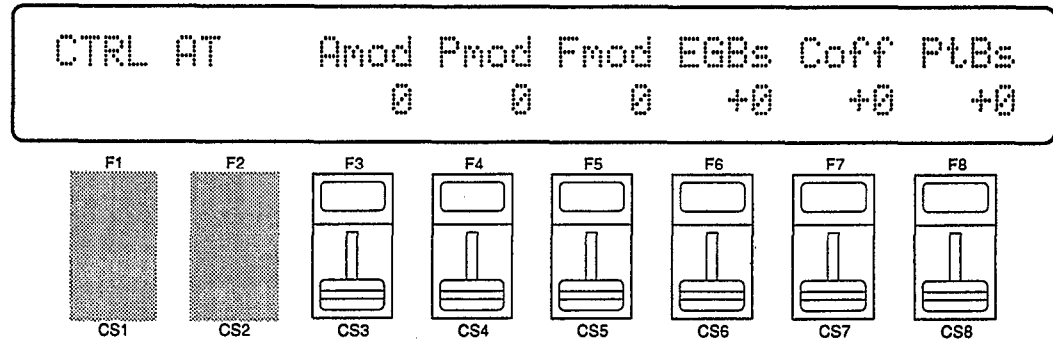 CTRL AT Amod Pmod Fmod EGBs Coff PtBs
0 0 0 +0 +0 +0
F1 F2 F3 F4 F5 F6 F7 F8
CS1 CS2 CS3 CS4 CS5 CS6 CS7 CS8